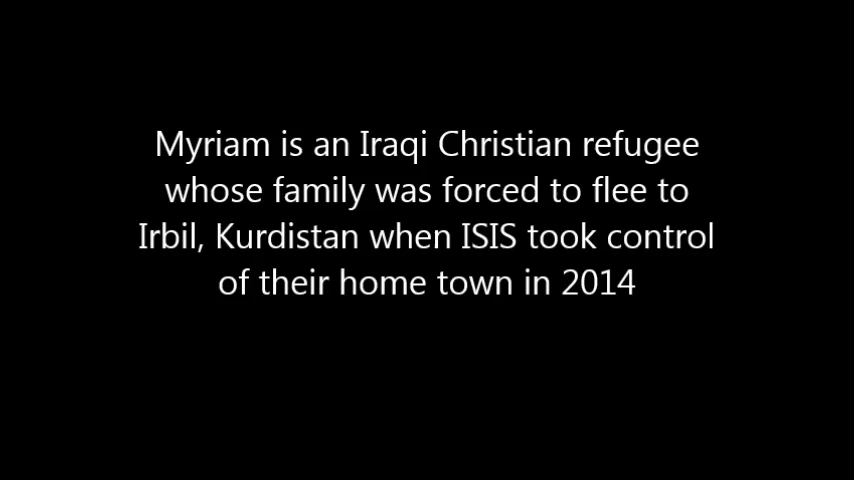 Myriam is an Iraqi Christian refugee
whose family was forced to flee to
Irbil, Kurdistan when ISIS took control
of their home town in 2014